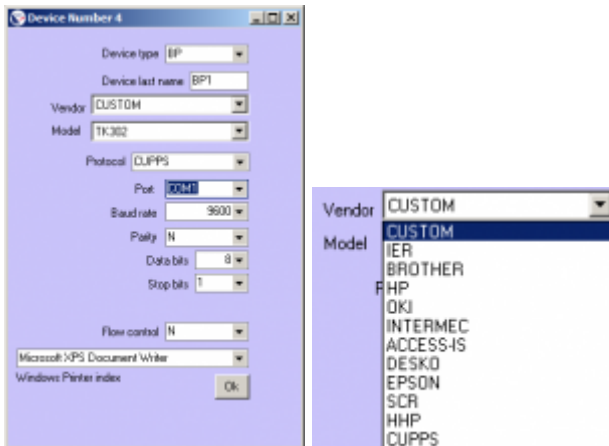 Device Number 4
Device type BP
Device last name BP1
Vendor CUSTOM
Model TK302
Protocol CUPPS
Port COM1
Baud rate 9600
Parity N
Data bits 8
Stop bits 1
Flow control N
Microsoft XPS Document Writer
Windows Printer index
Ok
Vendor CUSTOM
CUSTOM
Model IER
BROTHER
F HP
OKI
INTERMEC
ACCESS-IS
DESKO
EPSON
SCR
HHP
CUPPS